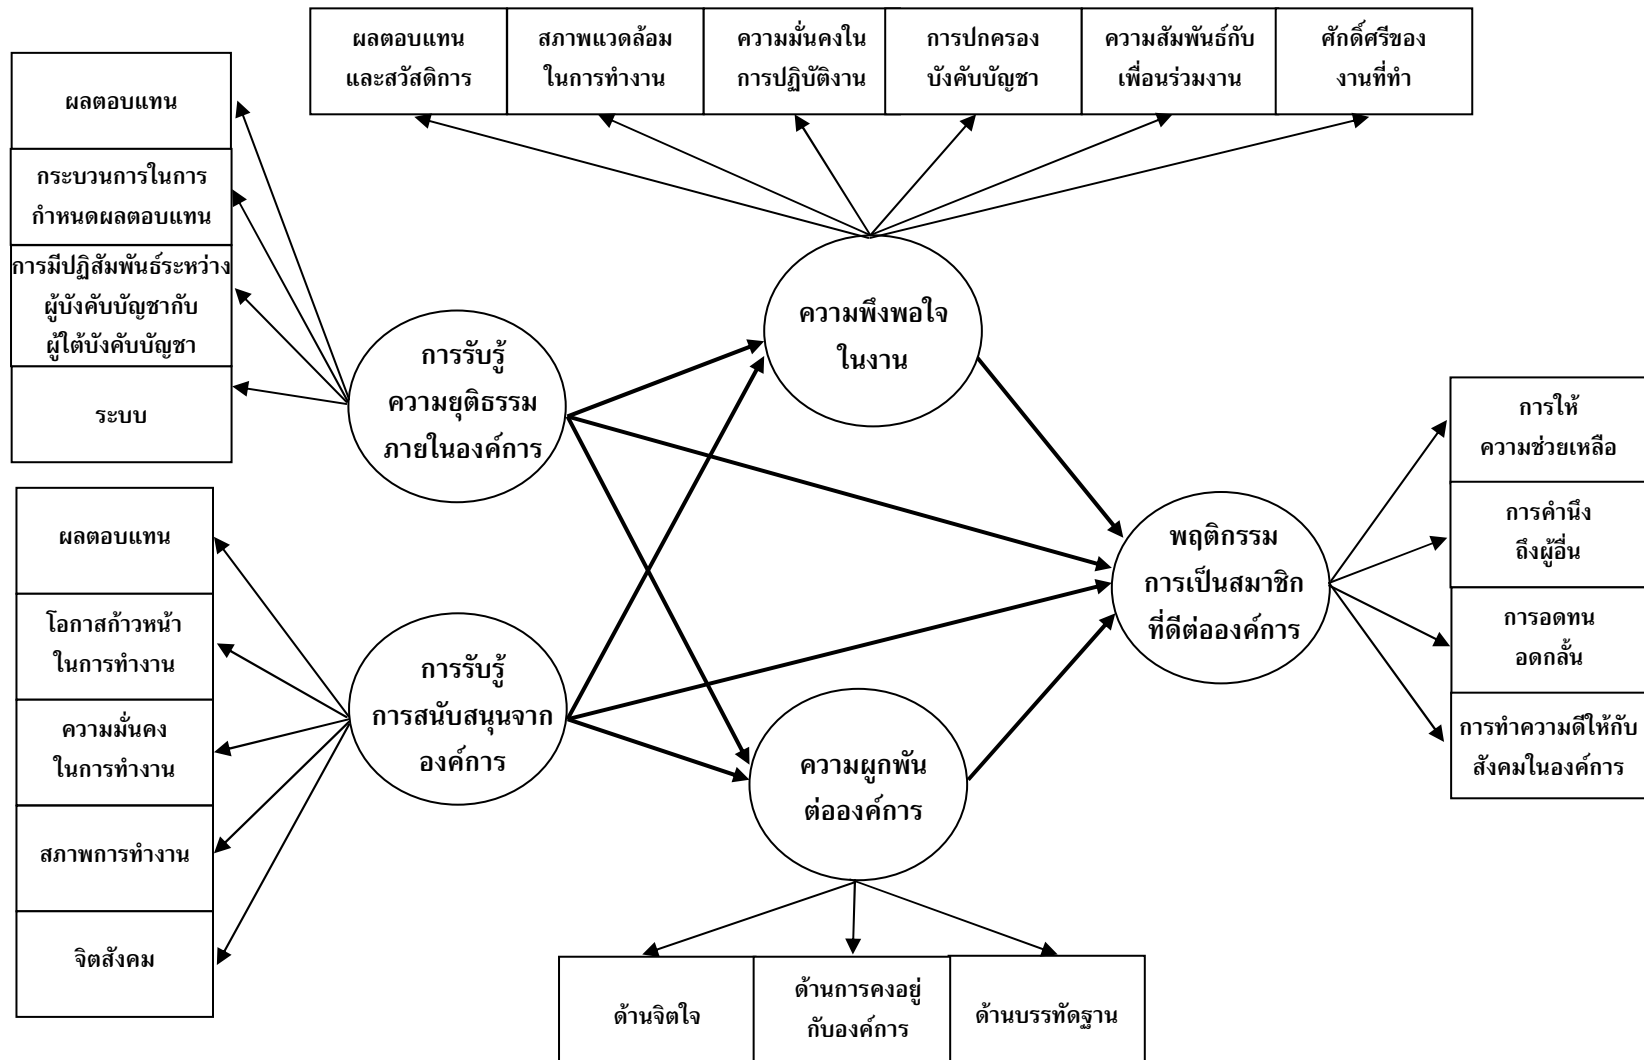 ผลตอบแทน
และสวัสดิการ
สภาพแวดล้อม
ในการทำงาน
ความมั่นคงใน
การปฏิบัติงาน
การปกครอง
บังคับบัญชา
ความสัมพันธ์กับ
เพื่อนร่วมงาน
ศักดิ์ศรีของ
งานที่ทำ
ผลตอบแทน
กระบวนการในการ
กำหนดผลตอบแทน
การมีปฏิสัมพันธ์ระหว่าง
ผู้บังคับบัญชากับ
ผู้ใต้บังคับบัญชา
ระบบ
การรับรู้
ความยุติธรรม
ภายในองค์การ
ความพึงพอใจ
ในงาน
ผลตอบแทน
โอกาสก้าวหน้า
ในการทำงาน
ความมั่นคง
ในการทำงาน
สภาพการทำงาน
จิตสังคม
การรับรู้
การสนับสนุนจาก
องค์การ
ความผูกพัน
ต่อองค์การ
พฤติกรรม
การเป็นสมาชิก
ที่ดีต่อองค์การ
การให้
ความช่วยเหลือ
การคำนึง
ถึงผู้อื่น
การอดทน
อดกลั้น
การทำความดีให้กับ
สังคมในองค์การ
ด้านจิตใจ
ด้านการคงอยู่
กับองค์การ
ด้านบรรทัดฐาน